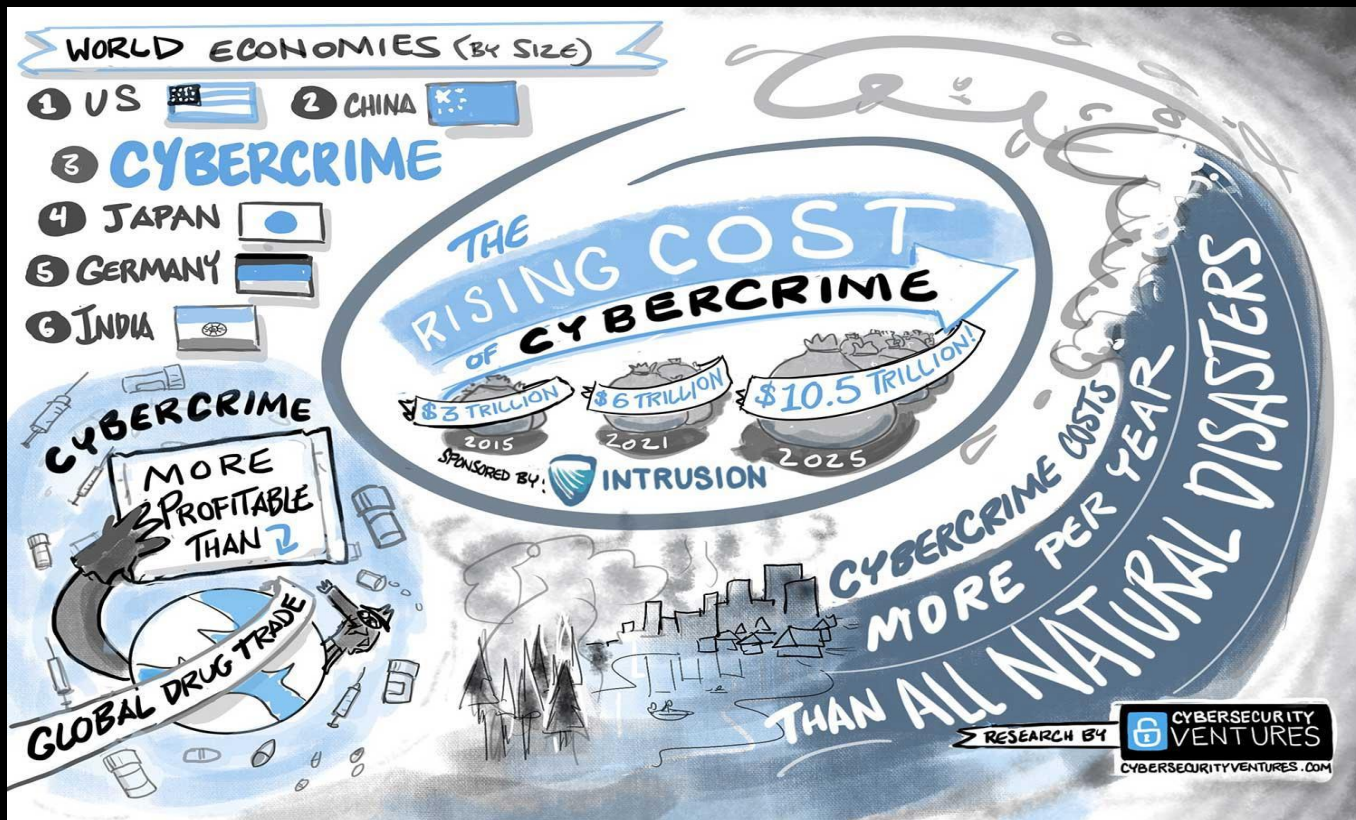 WORLD ECONOMIES (BY SIZE)
1 US 2 CHINA
3 CYBERCRIME
4 JAPAN
5 GERMANY
6 INDIA
THE
RISING COST
OF CYBERCRIME
$3 TRILLION
2015
$6 TRILLION
2021
$10.5 TRILLION!
2025
SPONSORED BY: INTRUSION
CYBERCRIME
MORE
PROFITABLE
THAN
GLOBAL DRUG TRADE
CYBERCRIME COSTS
MORE PER YEAR
THAN ALL NATURAL DISASTERS
RESEARCH BY
CYBERSECURITY
VENTURES
CYBERSECURITYVENTURES.COM